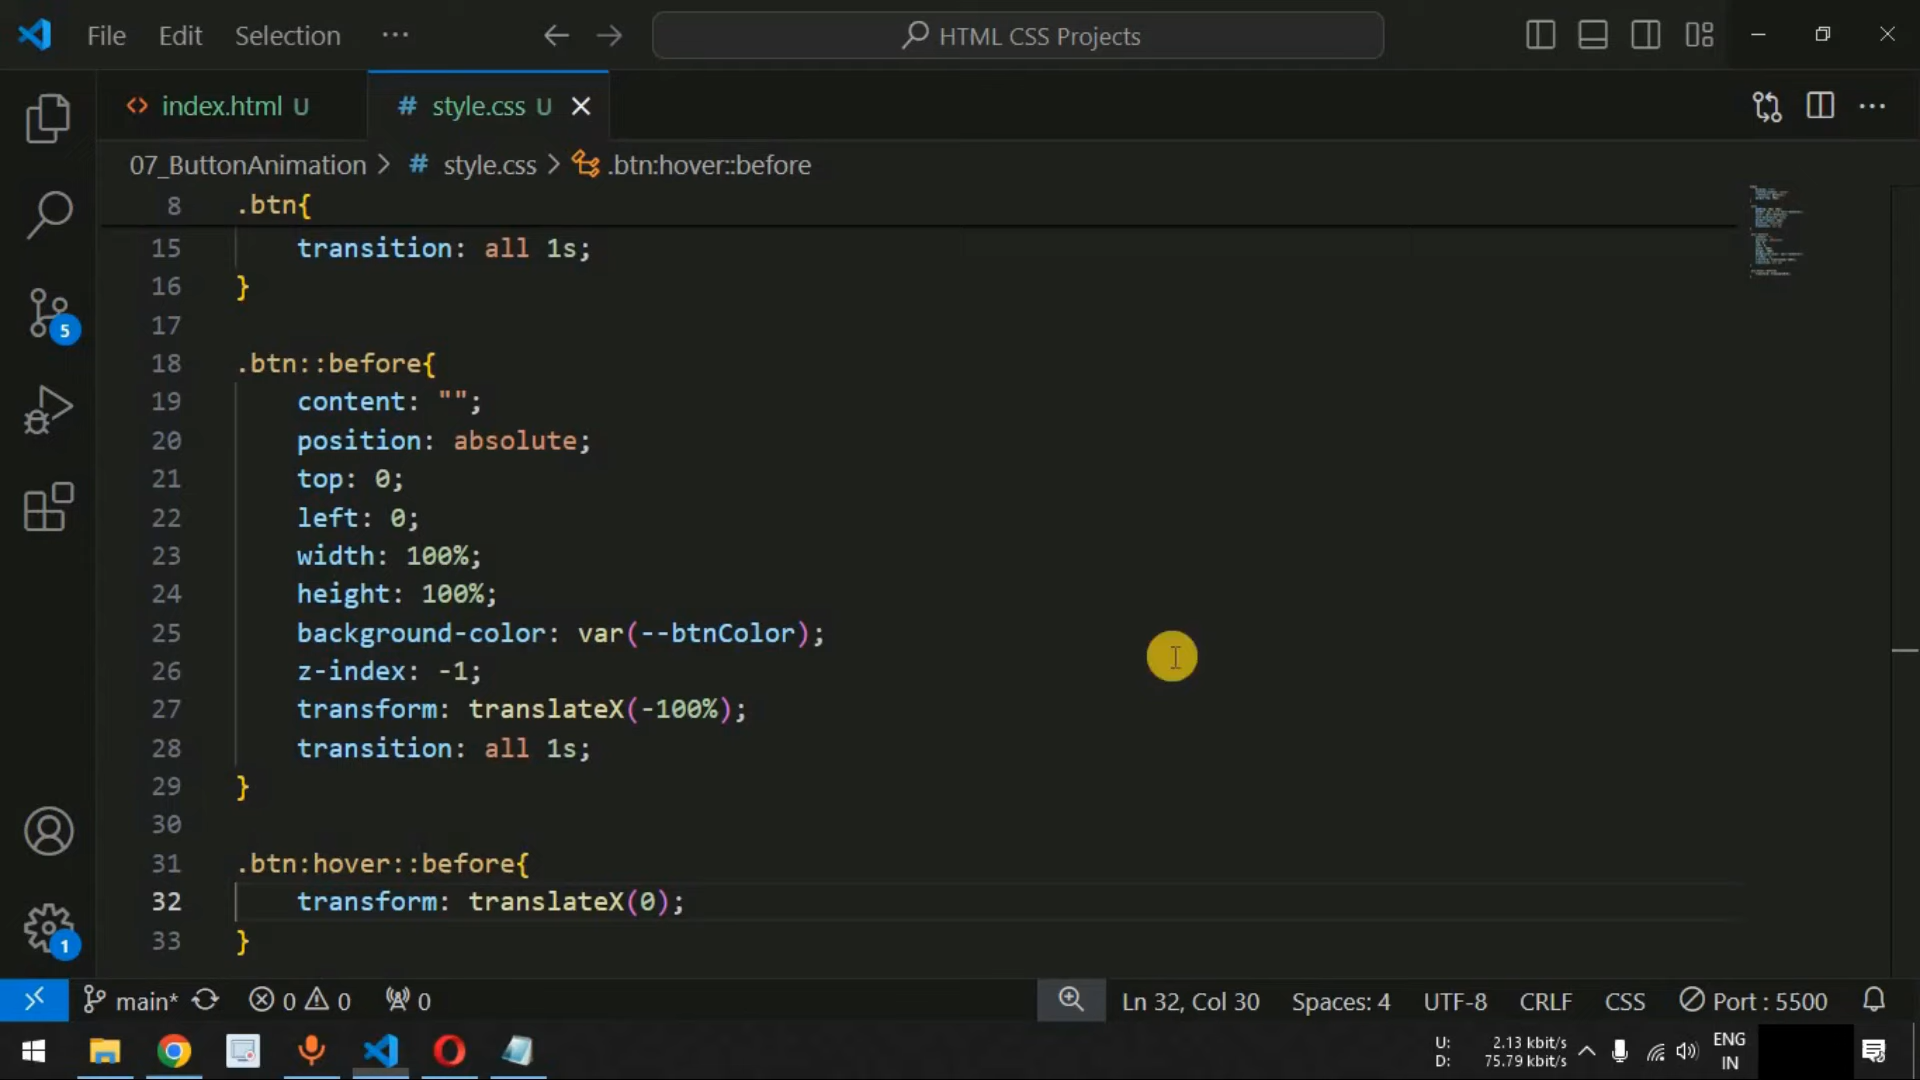 File Edit Selection ··· HTML CSS Projects
index.html U style.css U
07_ButtonAnimation > # style.css > .btn:hover::before
8 .btn{
15 transition: all 1s;
16 }
17
18 .btn::before{
19 content: "";
20 position: absolute;
21 top: 0;
22 left: 0;
23 width: 100%;
24 height: 100%;
25 background-color: var(--btnColor);
26 z-index: -1;
27 transform: translateX(-100%);
28 transition: all 1s;
29 }
30
31 .btn:hover::before{
32 transform: translateX(0);
33 }
5
1
main* 0 0 0 Ln 32, Col 30 Spaces: 4 UTF-8 CRLF CSS Port : 5500
U: 2.13 kbit/s ENG
D: 75.79 kbit/s IN